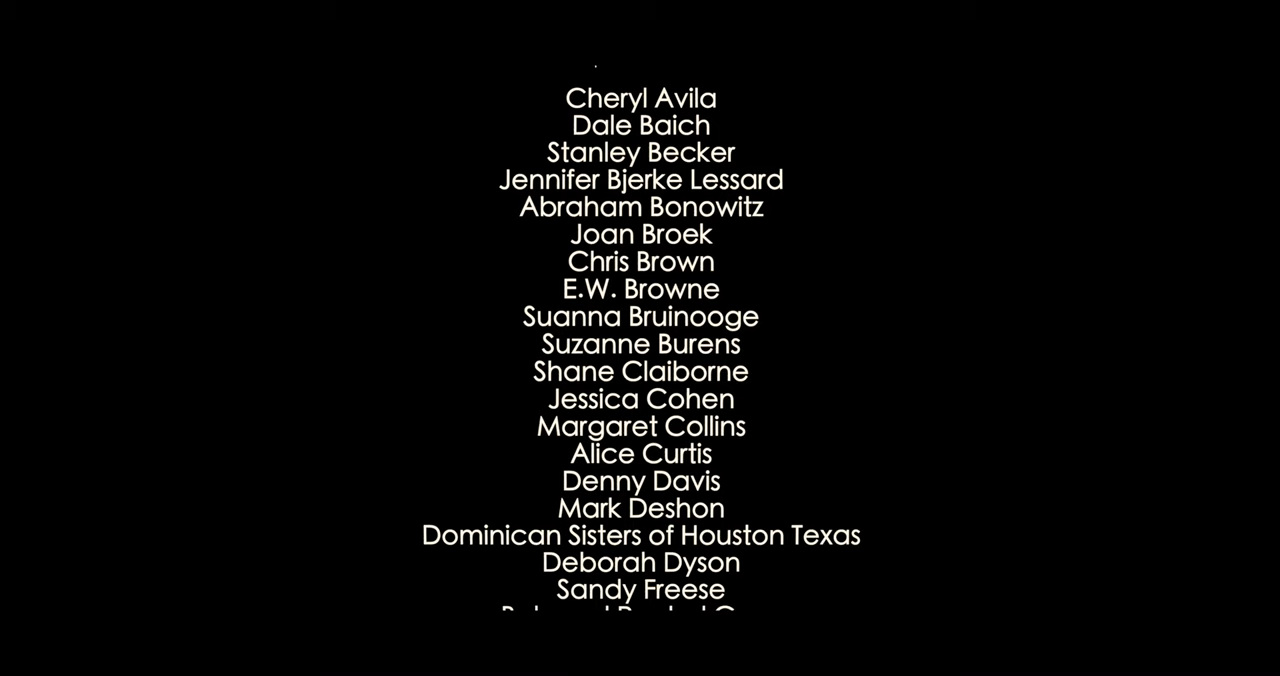 Cheryl Avila
Dale Baich
Stanley Becker
Jennifer Bjerke Lessard
Abraham Bonowitz
Joan Broek
Chris Brown
E.W. Browne
Suanna Bruinooge
Suzanne Burens
Shane Claiborne
Jessica Cohen
Margaret Collins
Alice Curtis
Denny Davis
Mark Deshon
Dominican Sisters of Houston Texas
Deborah Dyson
Sandy Freese